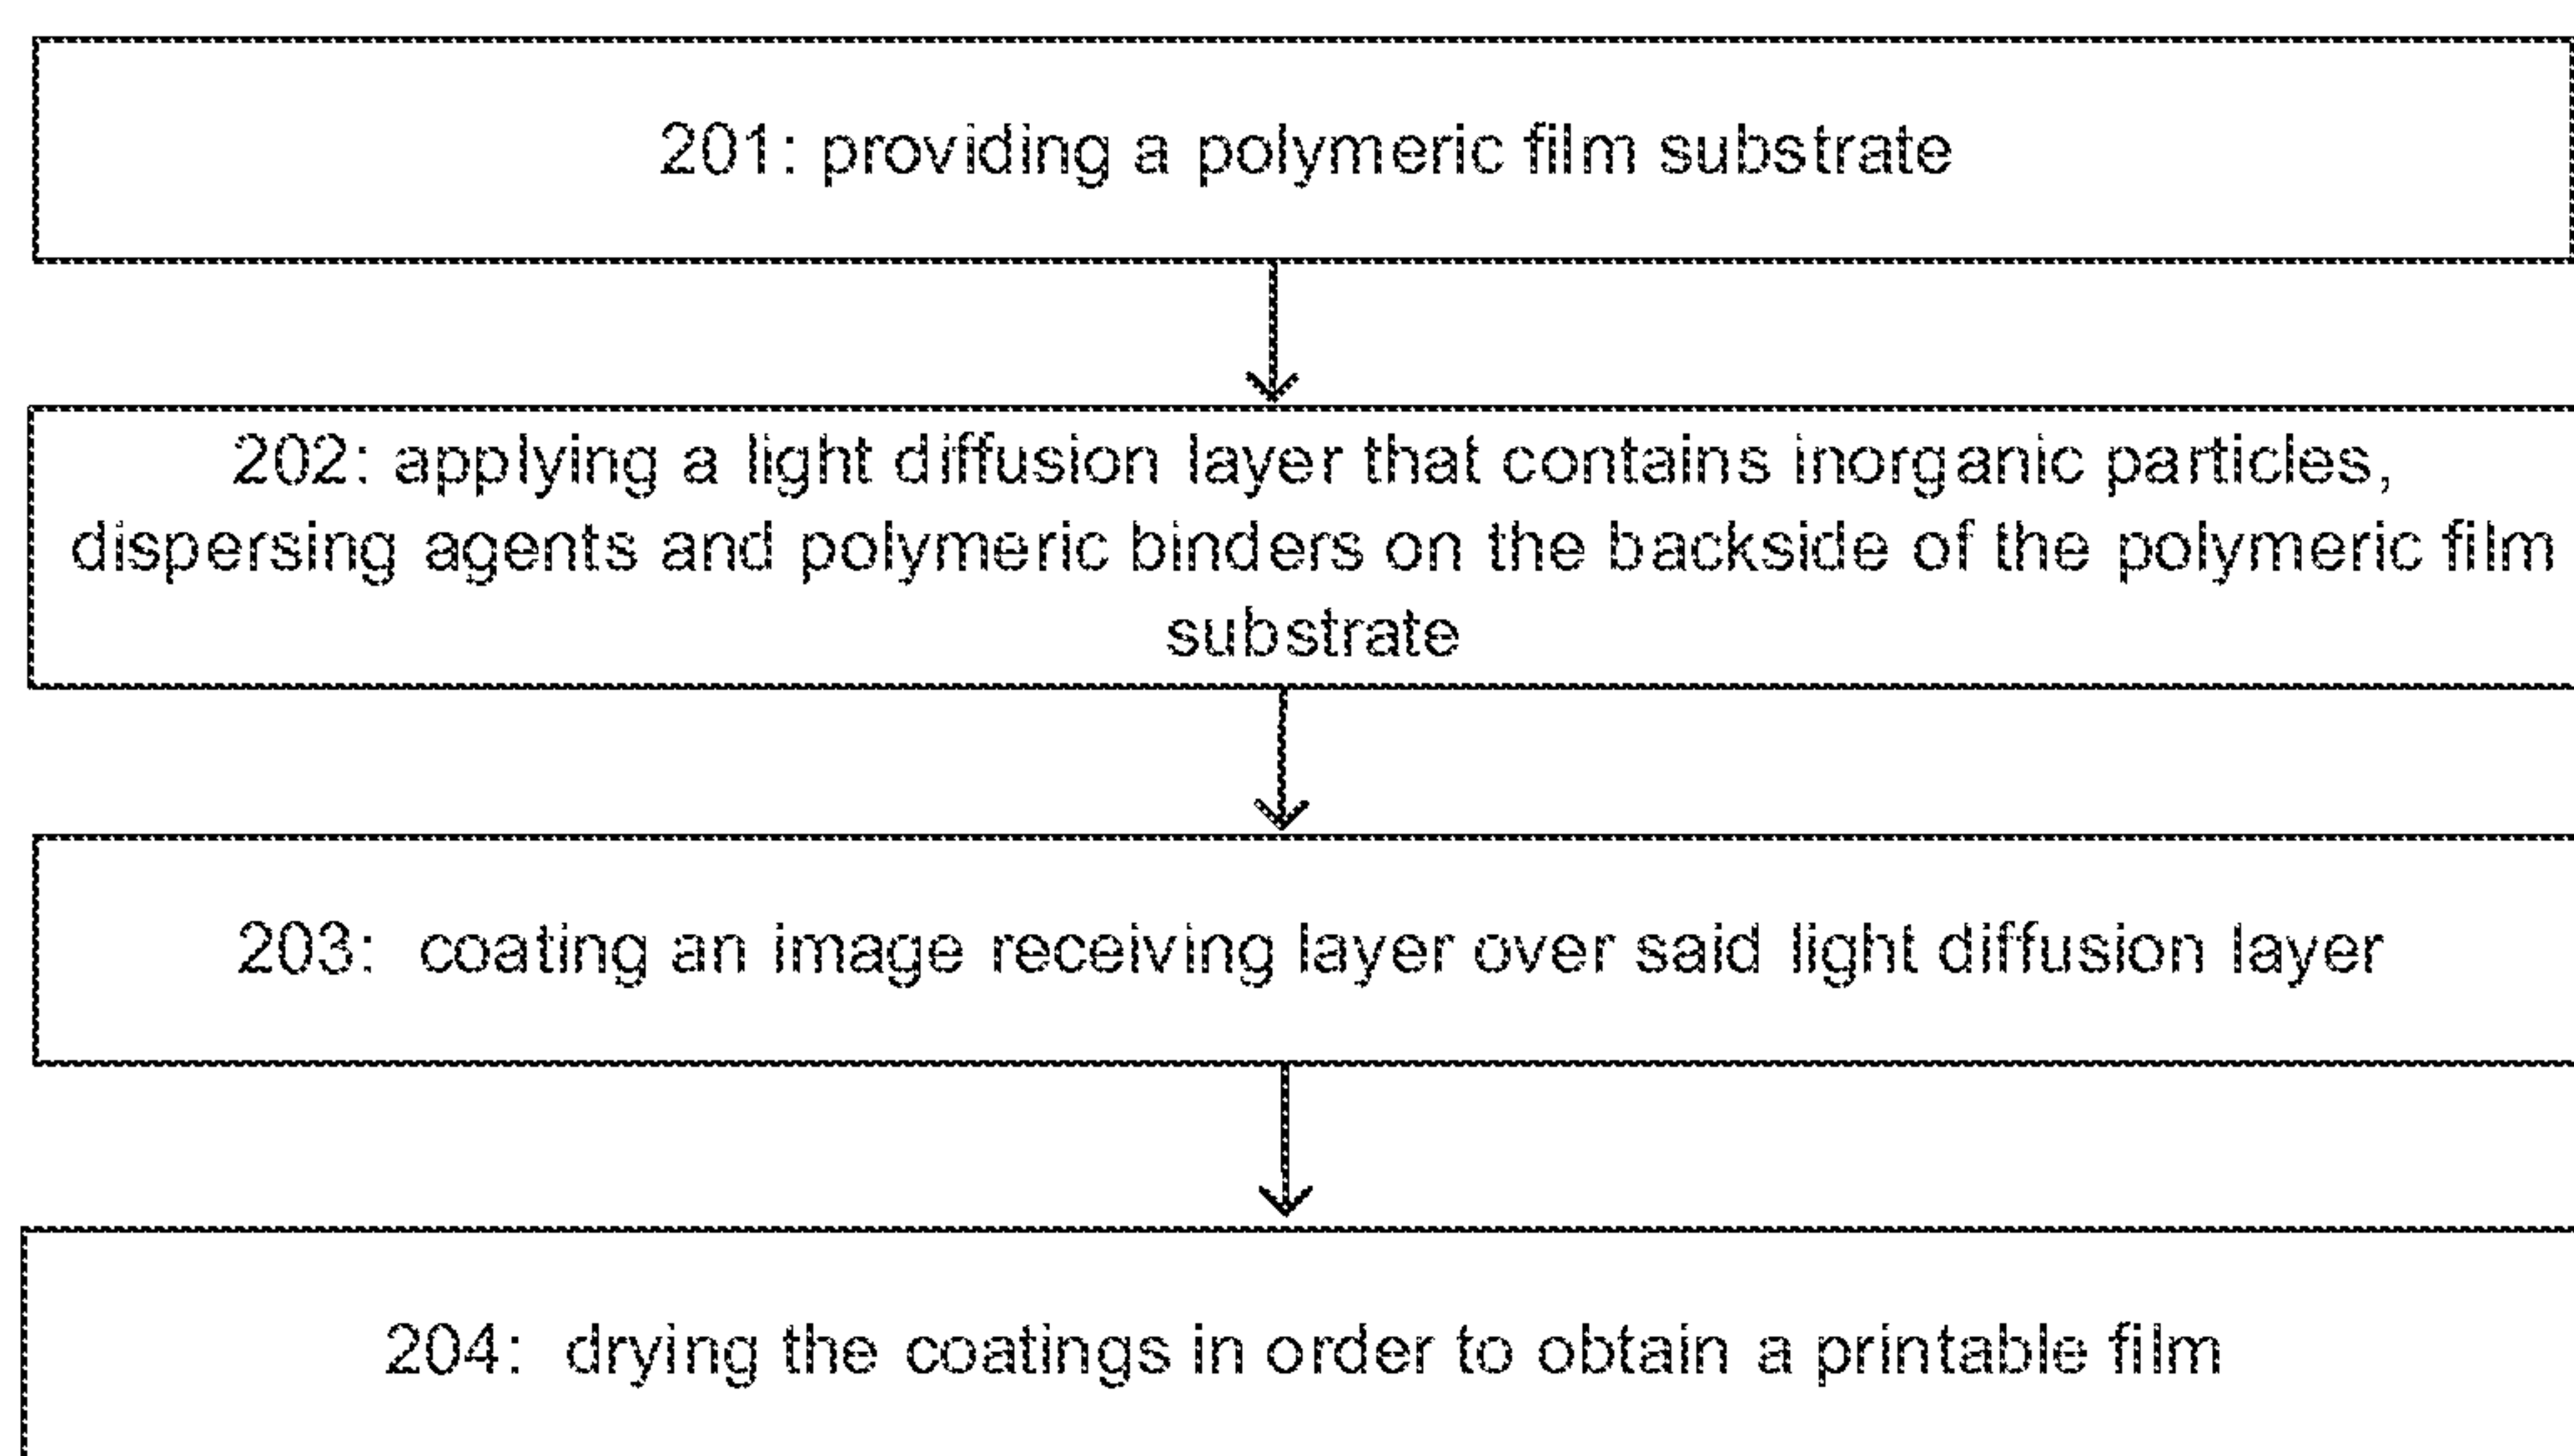 201: providing a polymeric film substrate
202: applying a light diffusion layer that contains inorganic particles,
dispersing agents and polymeric binders on the backside of the polymeric film
substrate
203: coating an image receiving layer over said light diffusion layer
204: drying the coatings in order to obtain a printable film